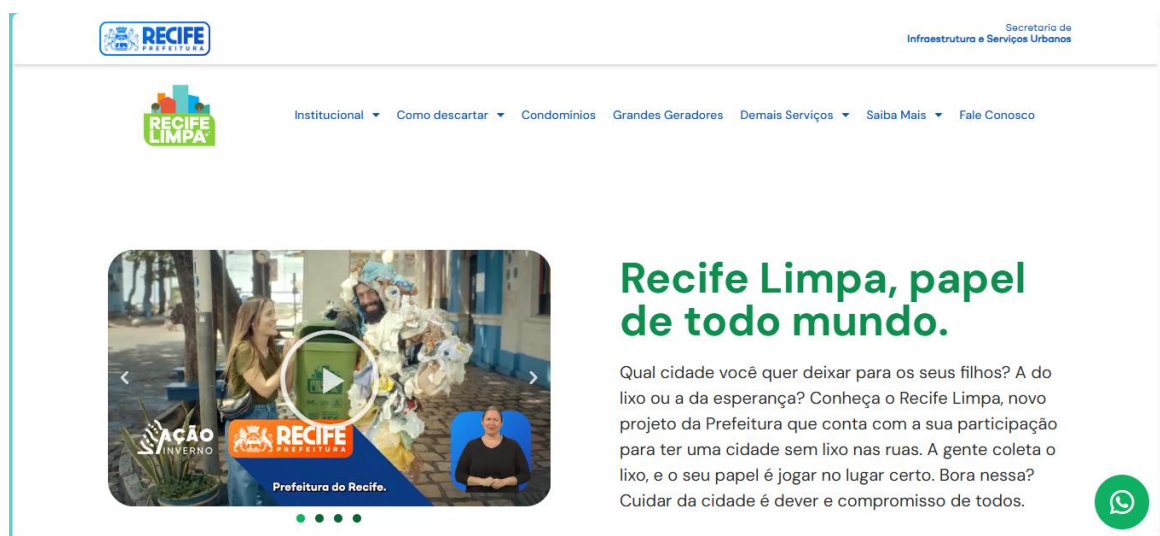 RECIFE
PREFEITURA
Secretaria de
Infraestrutura e Serviços Urbanos
RECIFE
LIMPA
Institucional Como descartar Condomínios Grandes Geradores Demais Serviços Saiba Mais Fale Conosco
AÇÃO
INVERNO
RECIFE
PREFEITURA
Prefeitura do Recife.
Recife Limpa, papel
de todo mundo.
Qual cidade você quer deixar para os seus filhos? A do
lixo ou a da esperança? Conheça o Recife Limpa, novo
projeto da Prefeitura que conta com a sua participação
para ter uma cidade sem lixo nas ruas. A gente coleta o
lixo, e o seu papel é jogar no lugar certo. Bora nessa?
Cuidar da cidade é dever e compromisso de todos.